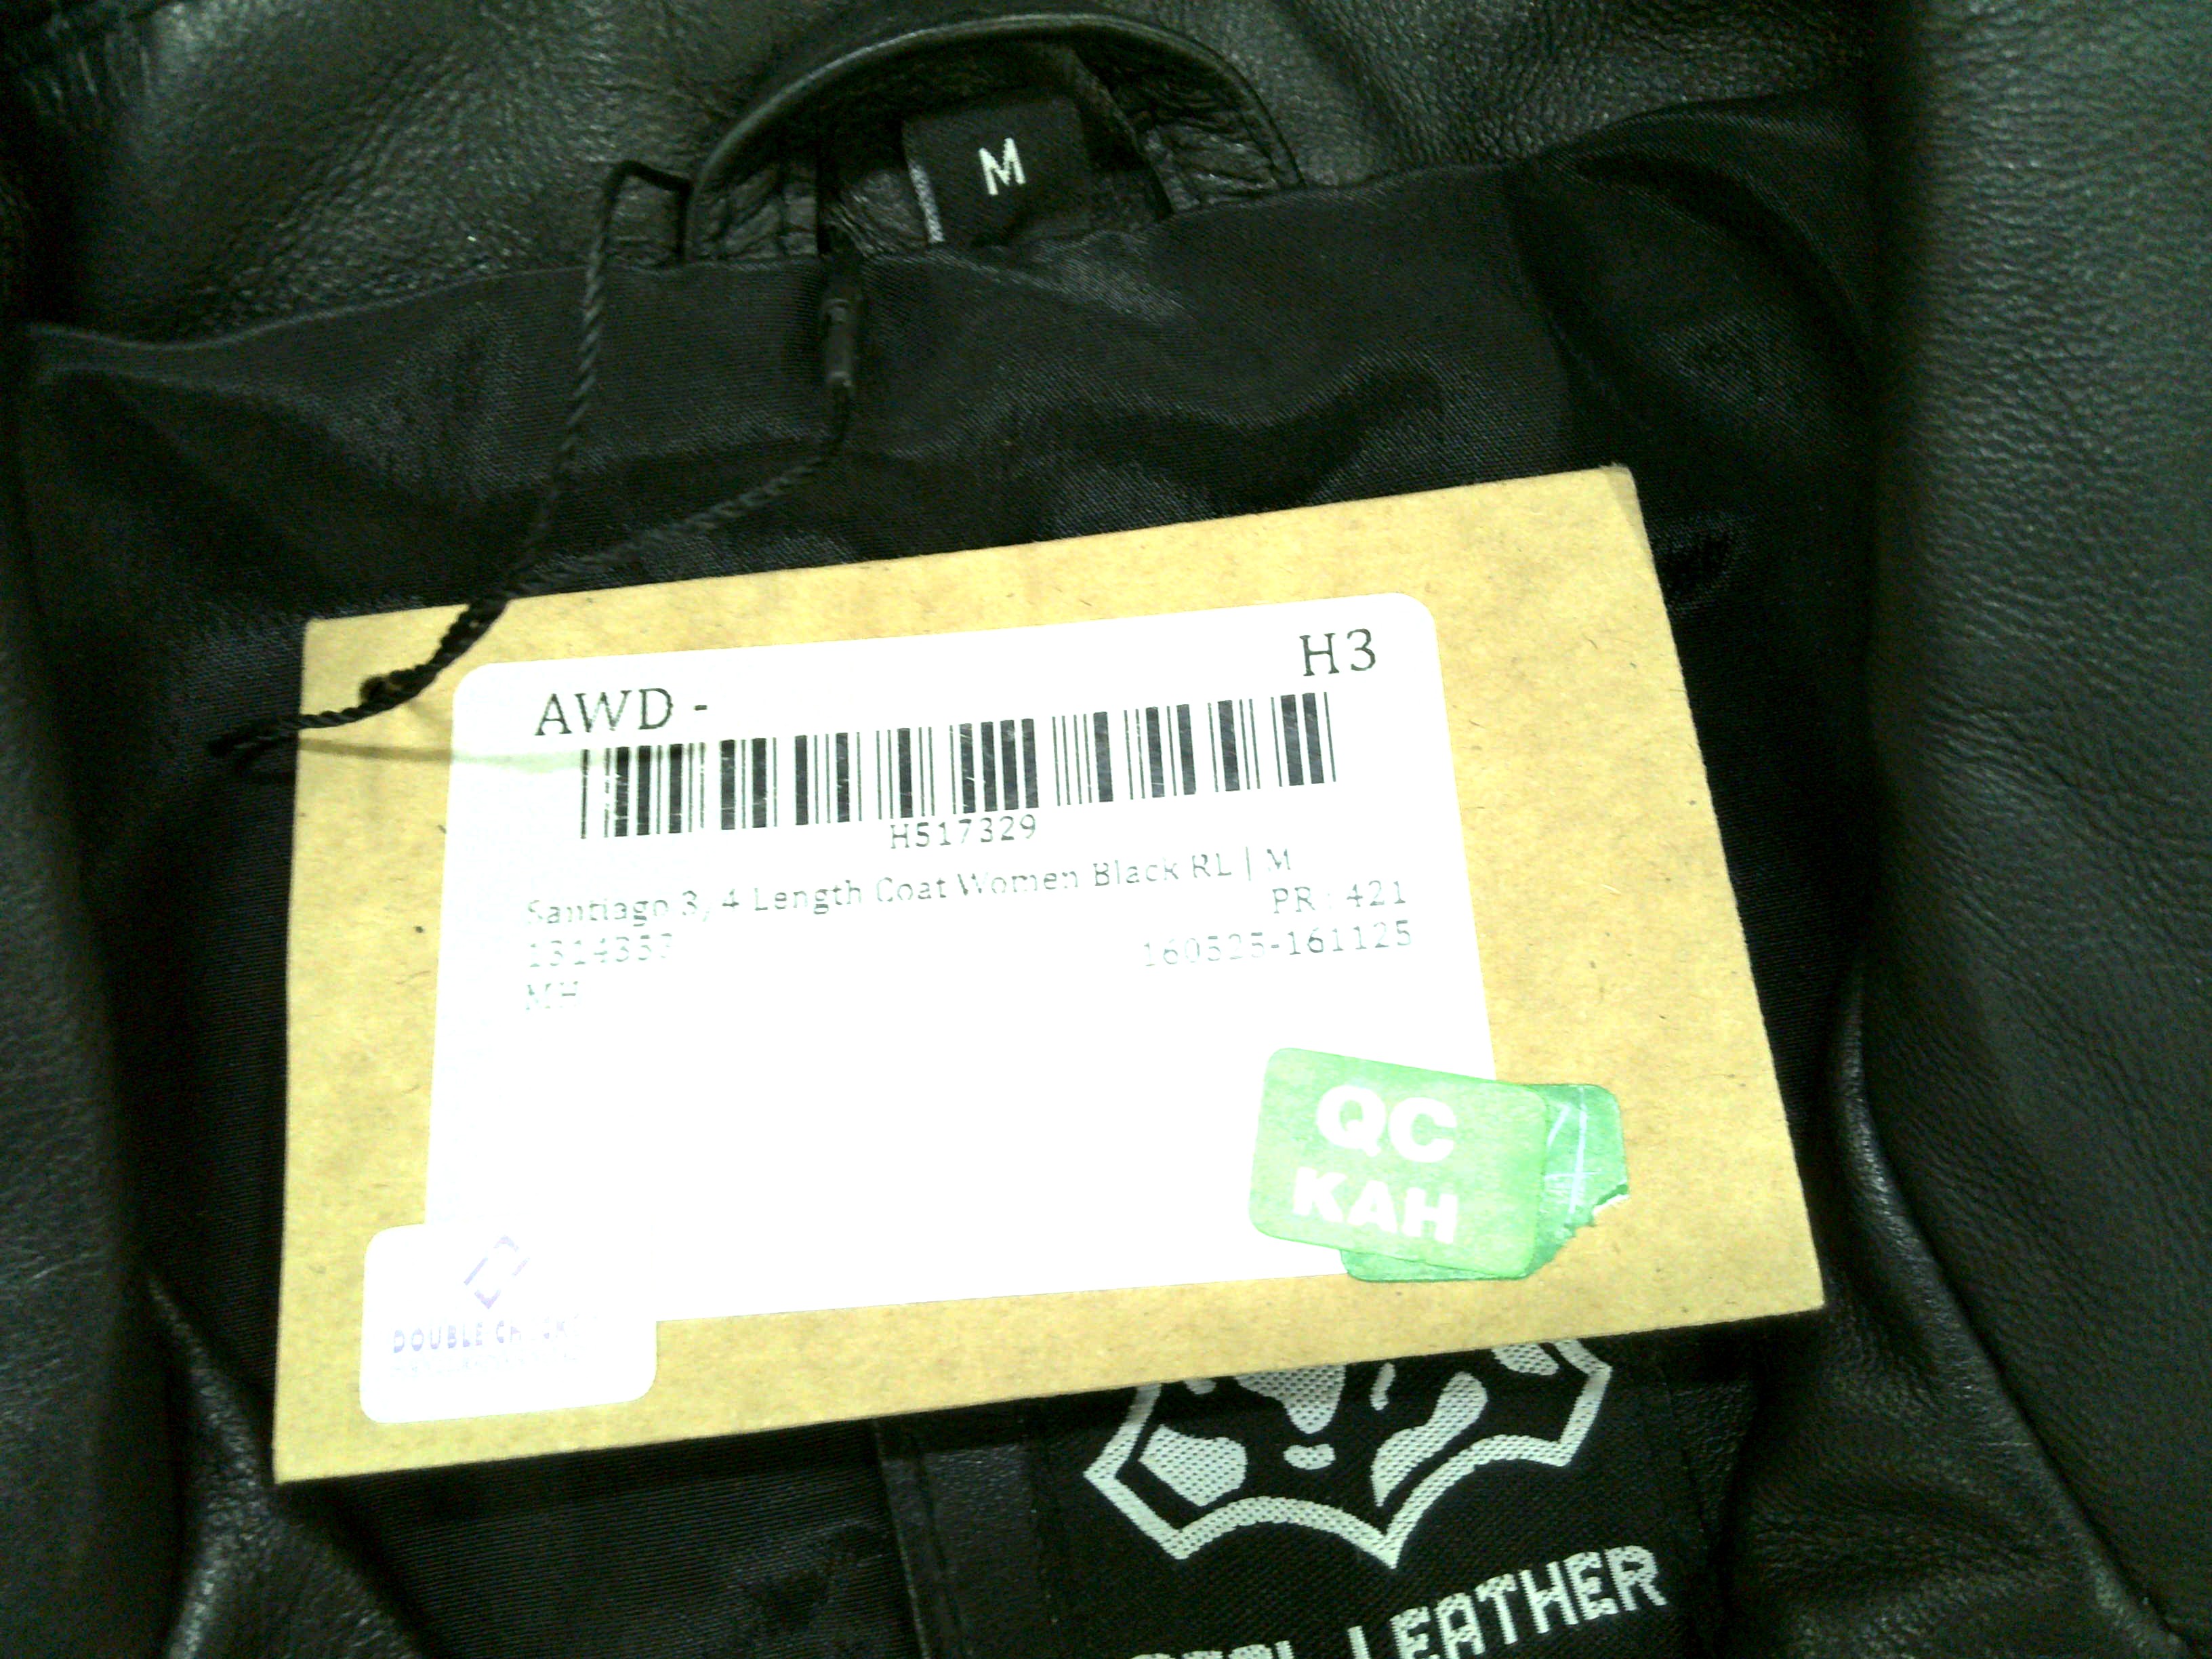 M
H3
AWD -
H517329
Santiago 3, 4 Length Coat Women Black RL | M
PR : 421
160525-161125
MH
QC
KAH
DOUBLE
LEATHER